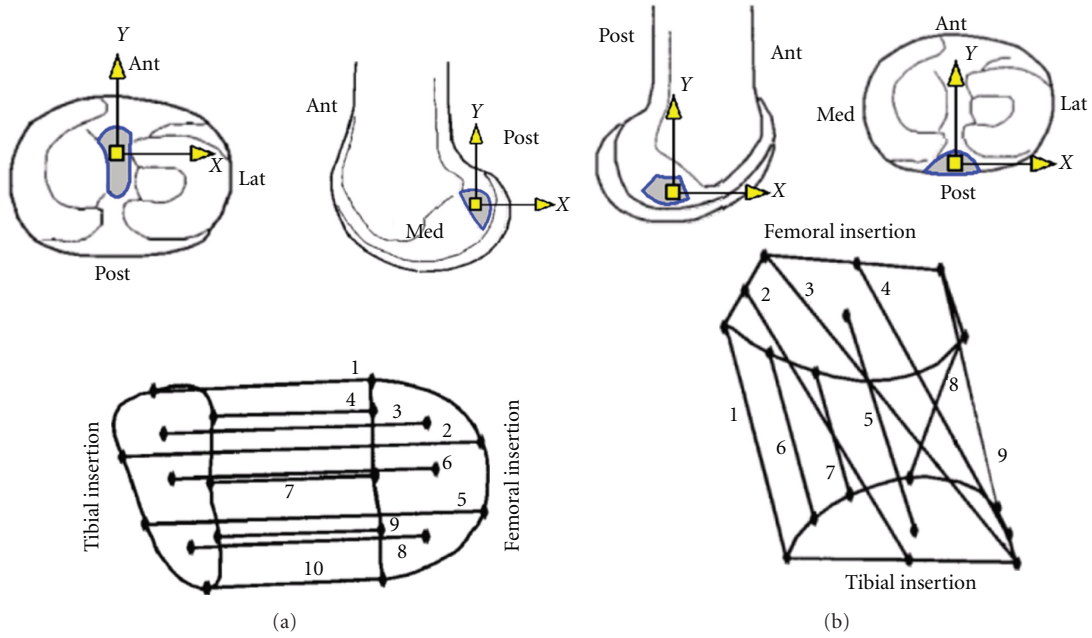 Y
Ant
X
Lat
Post
Ant
Y
Post
X
Med
Post
Ant
Y
X
Ant
Y
Med
Lat
X
Post
Tibial insertion
1
4
3
2
6
7
5
9
8
10
Femoral insertion
(a)
Femoral insertion
2
3
4
1
6
7
5
8
9
Tibial insertion
(b)